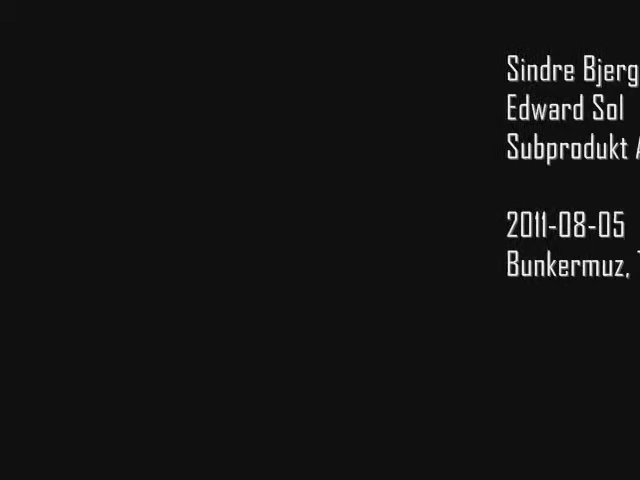 Sindre Bjerg
Edward Sol
Subprodukt
2011-08-05
Bunkermuz,